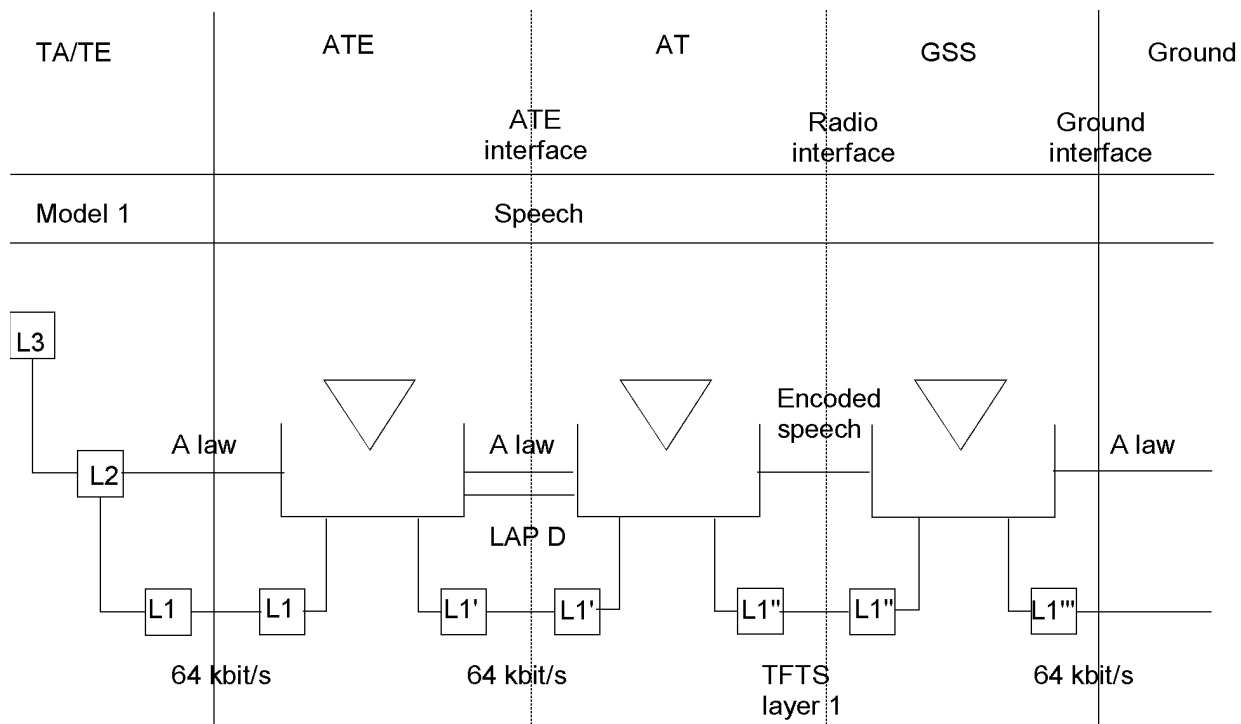 TA/TE
ATE
AT
GSS
Ground
ATE
interface
Radio
interface
Ground
interface
Model 1
Speech
L3
A law
A law
Encoded
speech
A law
L2
LAP D
L1
L1
L1'
L1'
L1"
L1"
L1'"
64 kbit/s
64 kbit/s
TFTS
layer 1
64 kbit/s